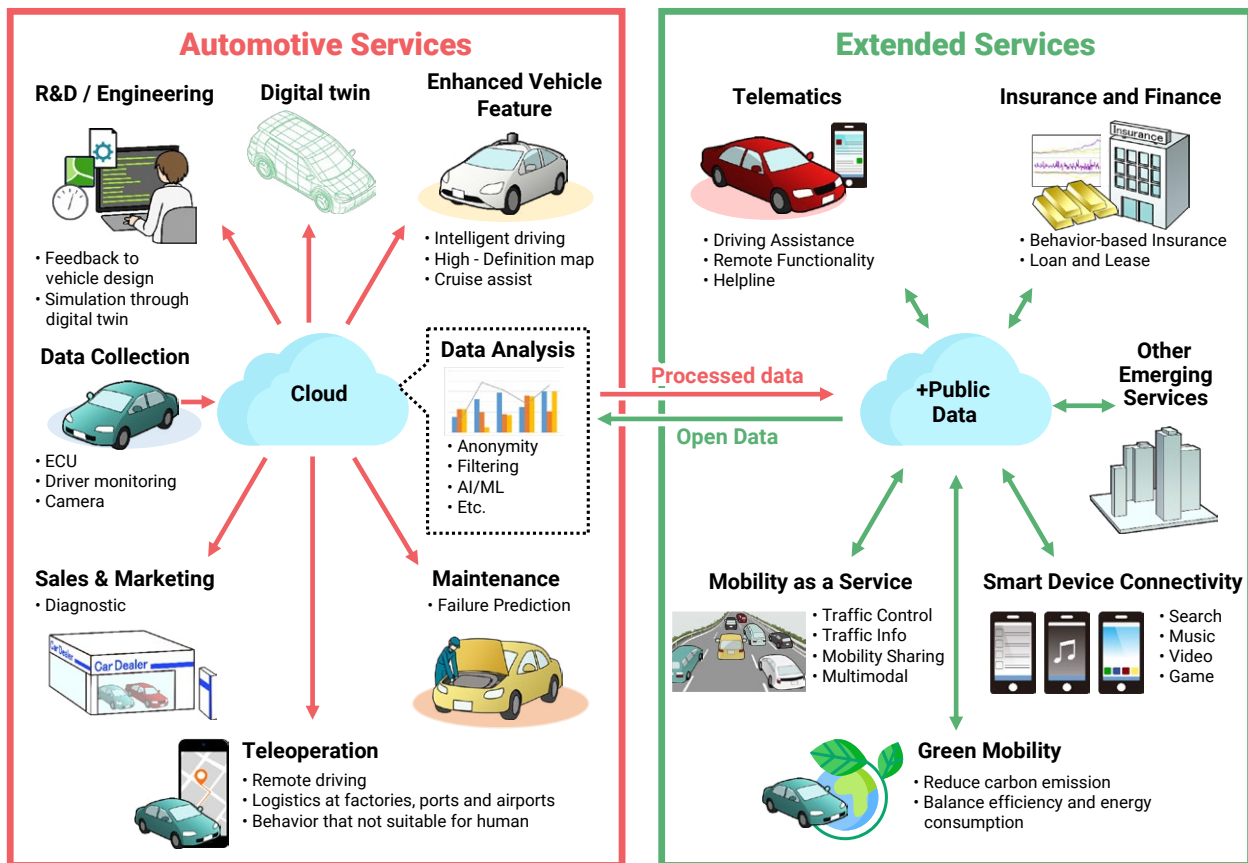 Automotive Services
R&D / Engineering
Digital twin
Enhanced Vehicle
Feature
• Feedback to
vehicle design
• Simulation through
digital twin
• Intelligent driving
• High - Definition map
• Cruise assist
Data Collection
• ECU
• Driver monitoring
• Camera
Cloud
Data Analysis
• Anonymity
• Filtering
• AI/ML
• Etc.
Sales & Marketing
• Diagnostic
Car Dealer
Car Dealer
Maintenance
• Failure Prediction
Teleoperation
• Remote driving
• Logistics at factories, ports and airports
• Behavior that not suitable for human
Processed data
Open Data
Extended Services
Telematics
• Driving Assistance
• Remote Functionality
• Helpline
Insurance and Finance
Insurance
• Behavior-based Insurance
• Loan and Lease
+Public
Data
Other
Emerging
Services
Mobility as a Service
• Traffic Control
• Traffic Info
• Mobility Sharing
• Multimodal
Smart Device Connectivity
• Search
• Music
• Video
• Game
Green Mobility
• Reduce carbon emission
• Balance efficiency and energy
consumption